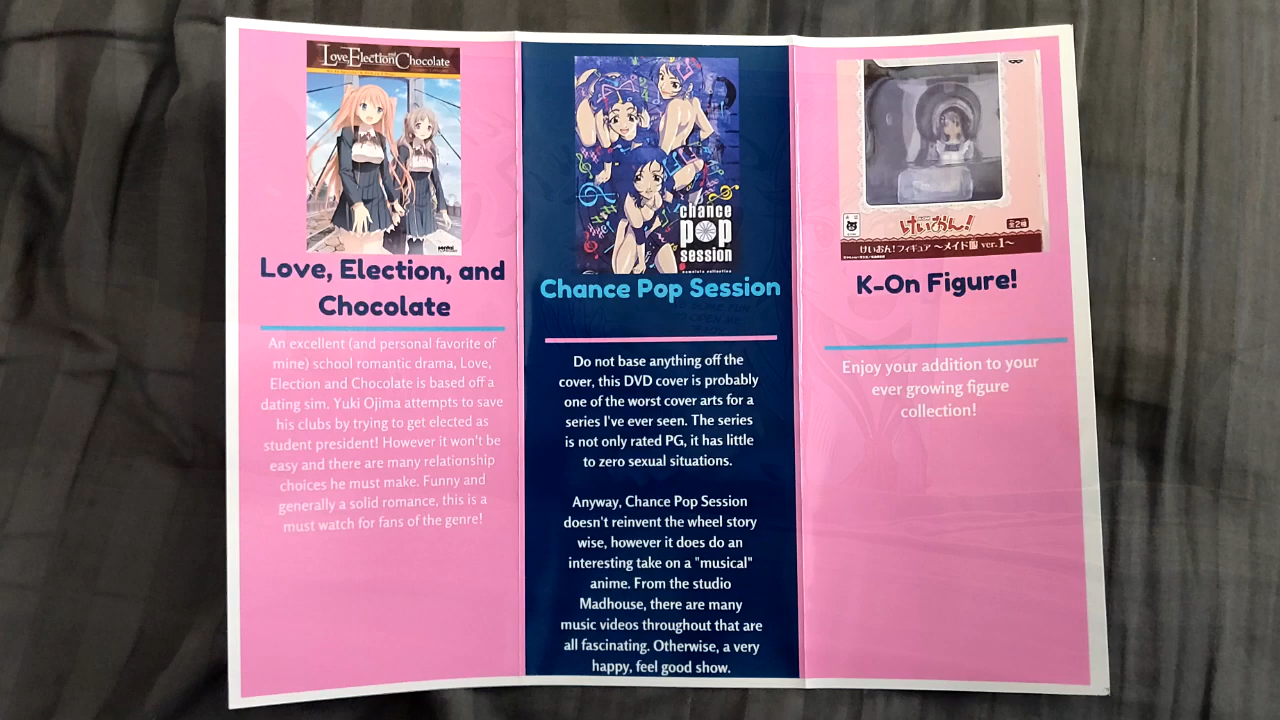 Love, Election and Chocolate
Love, Election, and
Chocolate
An excellent (and personal favorite of
mine) school romantic drama, Love,
Election and Chocolate is based off a
dating sim. Yuki Ojima attempts to save
his clubs by trying to get elected as
student president! However it won't be
easy and there are many relationship
choices he must make. Funny and
generally a solid romance, this is a
must watch for fans of the genre!
chance
pop
session
complete collection
Chance Pop Session
Do not base anything off the
cover, this DVD cover is probably
one of the worst cover arts for a
series I've ever seen. The series
is not only rated PG, it has little
to zero sexual situations.
Anyway, Chance Pop Session
doesn't reinvent the wheel story
wise, however it does do an
interesting take on a "musical"
anime. From the studio
Madhouse, there are many
music videos throughout that are
all fascinating. Otherwise, a very
happy, feel good show.
けいおん!
全2種
けいおん!フィギュア~メイド服 ver.1~
K-On Figure!
Enjoy your addition to your
ever growing figure
collection!